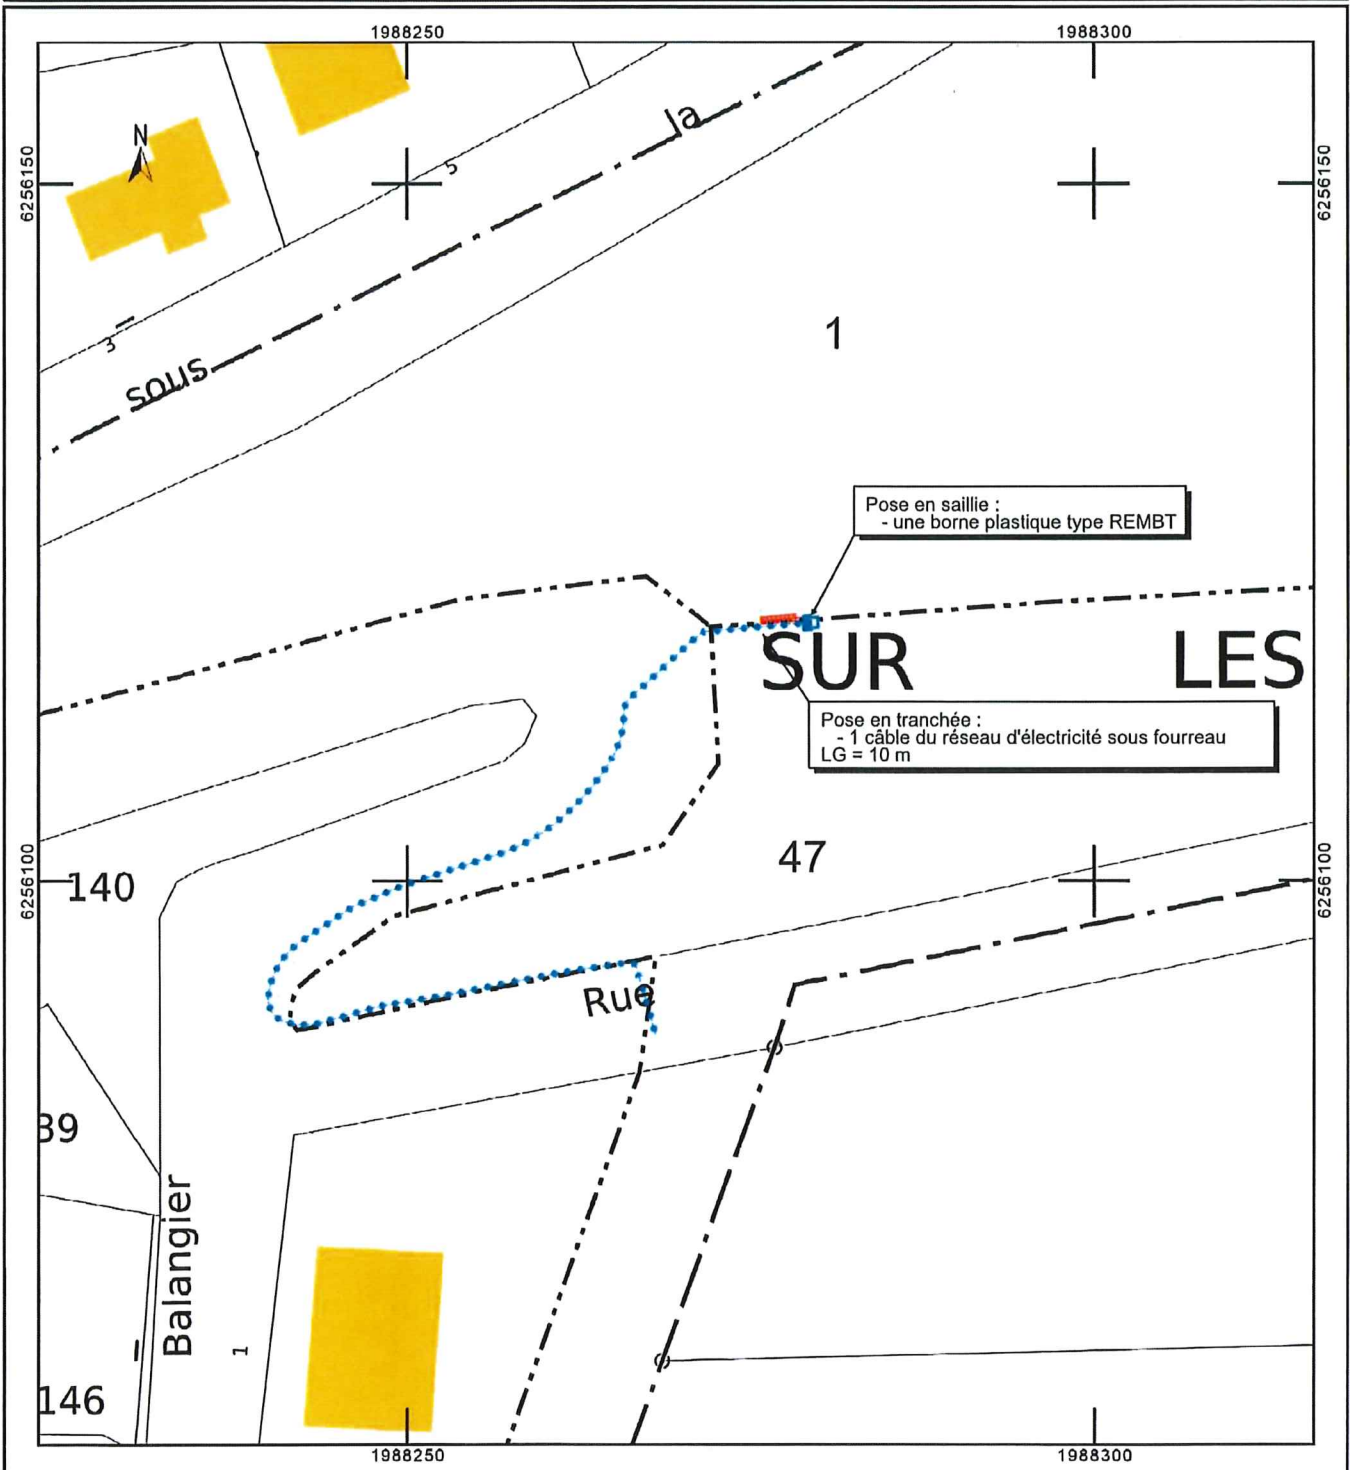 1988250
1988300
la
N
5
6256150
6256150
3
sous
1
Pose en saillie :
- une borne plastique type REMBT
SUR LES
Pose en tranchée :
- 1 câble du réseau d'électricité sous fourreau
LG = 10 m
47
6256100
140
6256100
Rue
39
Balangier
1
146
1988250
1988300